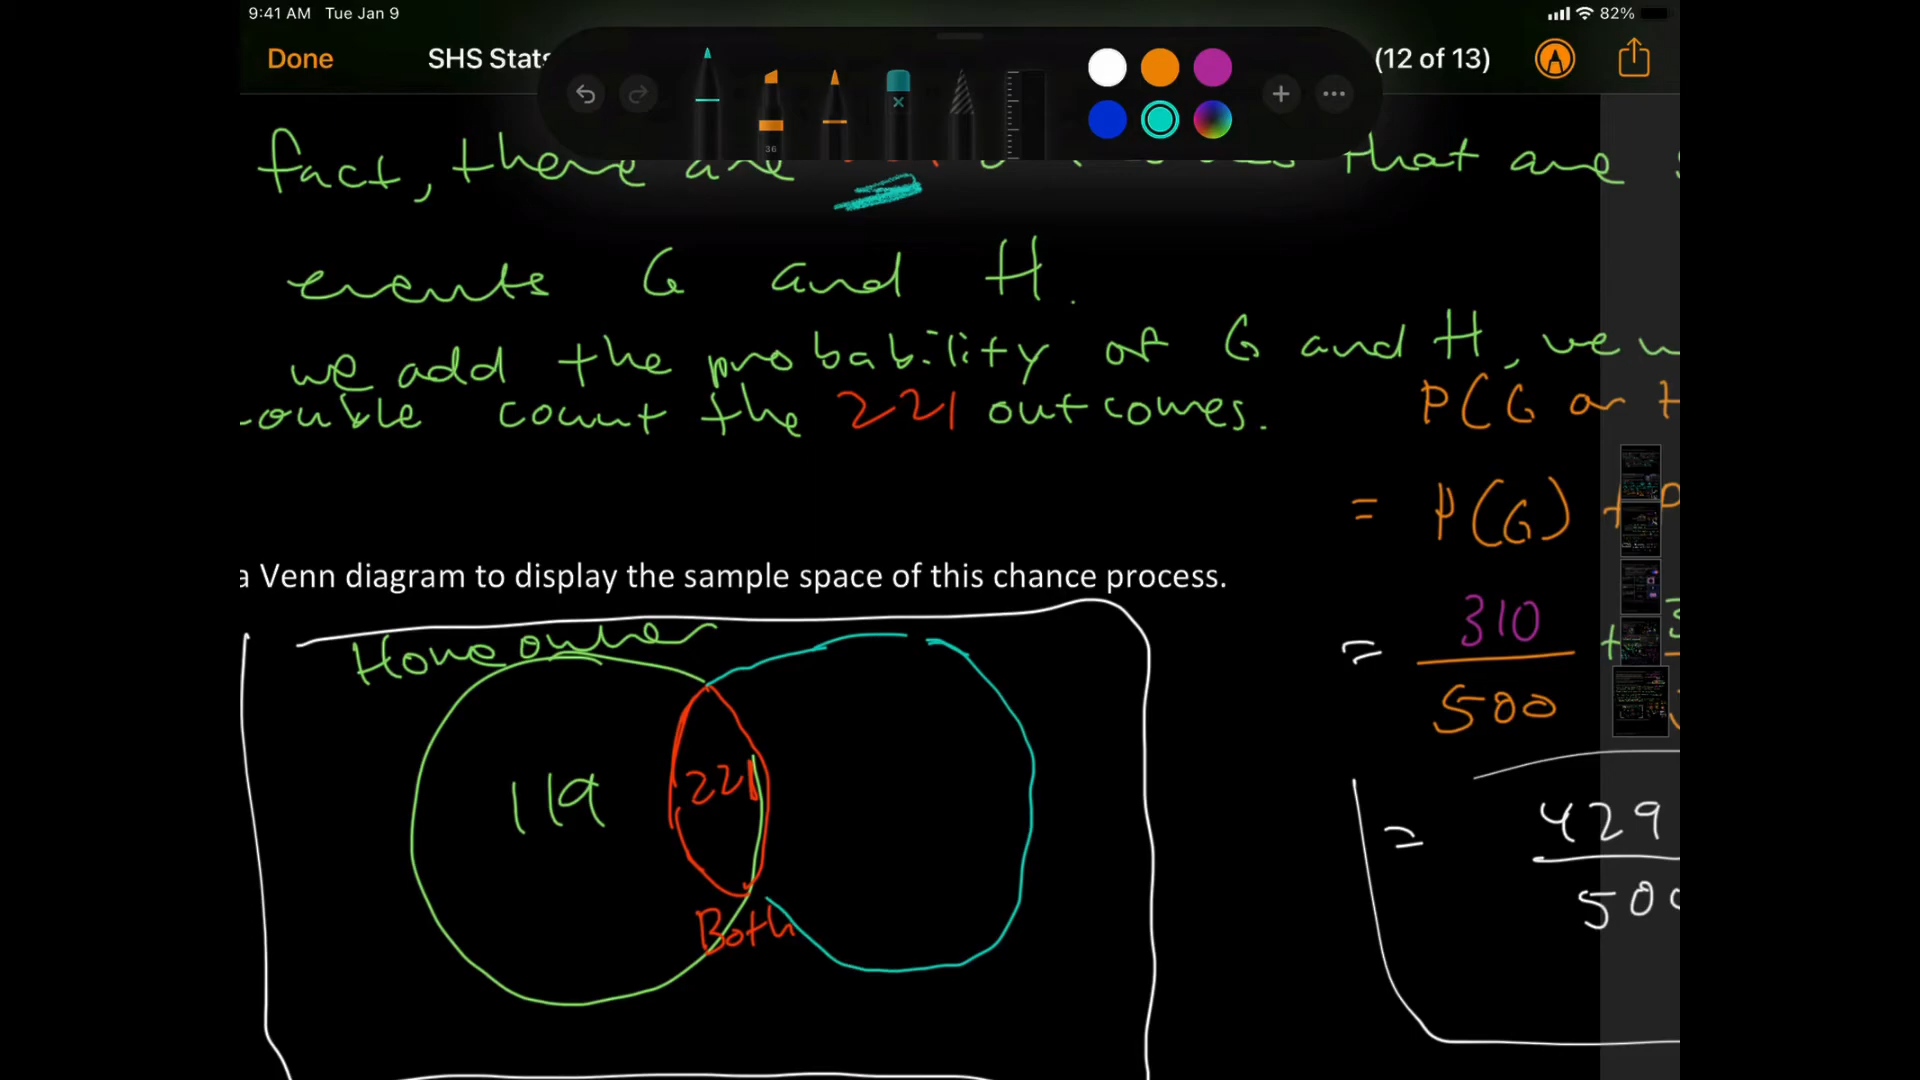 9:41 AM Tue Jan 9
82%
Done
SHS Stats
(12 of 13)
36
fact, there are that are
events G and H.
we add the probability of G and H, we
ouble count the 221 outcomes.
P(G or
= P(G) +
a Venn diagram to display the sample space of this chance process.
= 310 +
500
Home owner
119
221
Both
= 429
500